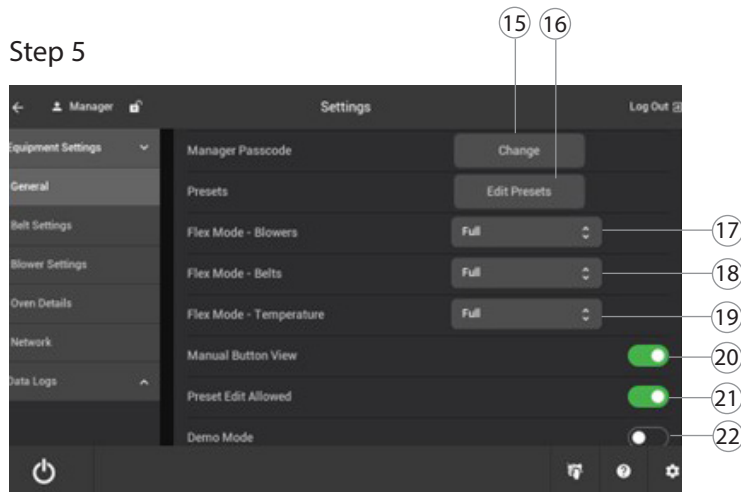 15 16
Step 5
Manager Settings Log Out
Equipment Settings
General
Belt Settings
Blower Settings
Oven Details
Network
Data Logs
Manager Passcode Change
Presets Edit Presets
Flex Mode - Blowers Full 17
Flex Mode - Belts Full 18
Flex Mode - Temperature Full 19
Manual Button View 20
Preset Edit Allowed 21
Demo Mode 22
?